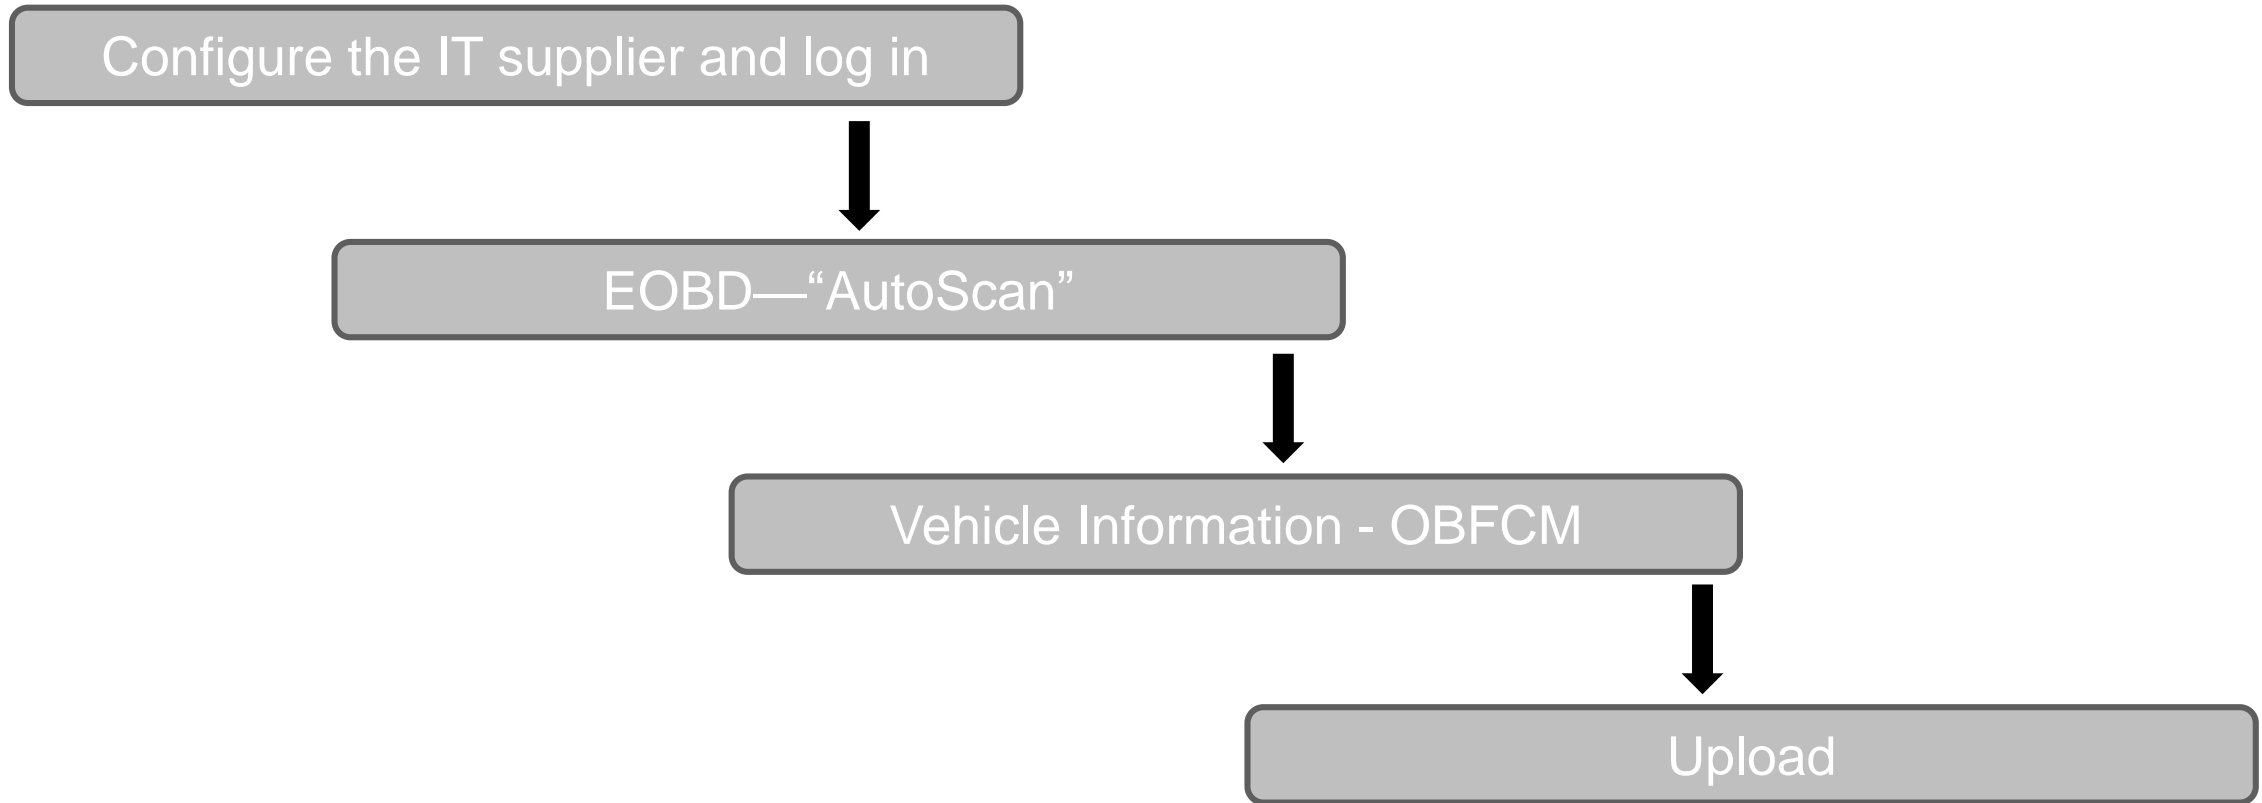 Configure the IT supplier and log in
EOBD—“AutoScan”
Vehicle Information - OBFCM
Upload